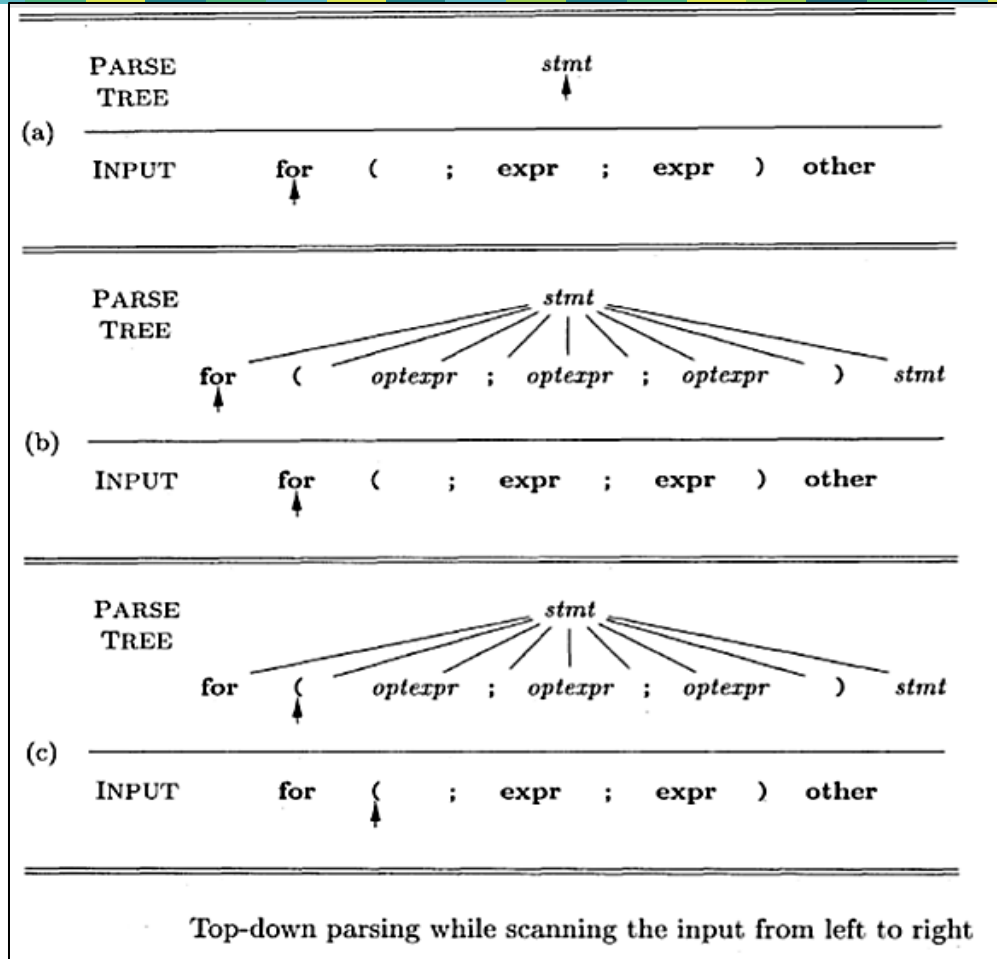 PARSE stmt
TREE
(a)
INPUT for ( ; expr ; expr ) other
PARSE stmt
TREE
for ( optexpr ; optexpr ; optexpr ) stmt
(b)
INPUT for ( ; expr ; expr ) other
PARSE stmt
TREE
for ( optexpr ; optexpr ; optexpr ) stmt
(c)
INPUT for ( ; expr ; expr ) other
Top-down parsing while scanning the input from left to right